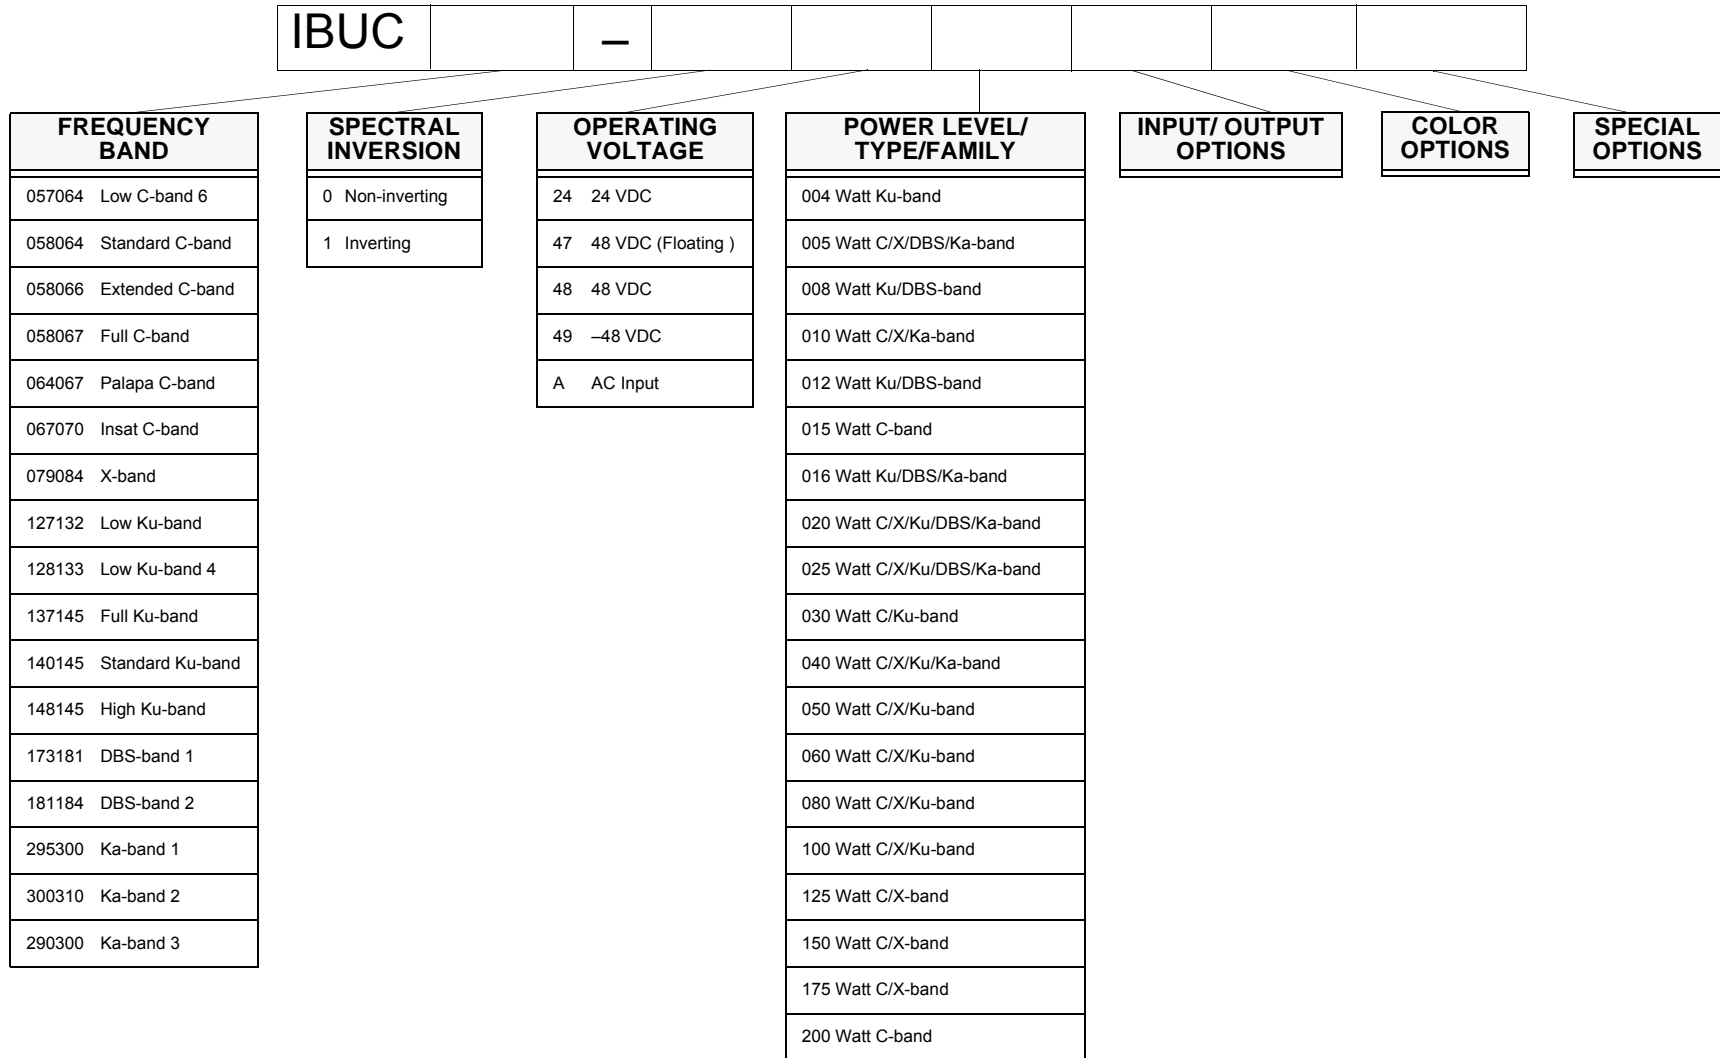 IBUC –
FREQUENCY
BAND
057064 Low C-band 6
058064 Standard C-band
058066 Extended C-band
058067 Full C-band
064067 Palapa C-band
067070 Insat C-band
079084 X-band
127132 Low Ku-band
128133 Low Ku-band 4
137145 Full Ku-band
140145 Standard Ku-band
148145 High Ku-band
173181 DBS-band 1
181184 DBS-band 2
295300 Ka-band 1
300310 Ka-band 2
290300 Ka-band 3
SPECTRAL
INVERSION
0 Non-inverting
1 Inverting
OPERATING
VOLTAGE
24 24 VDC
47 48 VDC (Floating )
48 48 VDC
49 –48 VDC
A AC Input
POWER LEVEL/
TYPE/FAMILY
004 Watt Ku-band
005 Watt C/X/DBS/Ka-band
008 Watt Ku/DBS-band
010 Watt C/X/Ka-band
012 Watt Ku/DBS-band
015 Watt C-band
016 Watt Ku/DBS/Ka-band
020 Watt C/X/Ku/DBS/Ka-band
025 Watt C/X/Ku/DBS/Ka-band
030 Watt C/Ku-band
040 Watt C/X/Ku/Ka-band
050 Watt C/X/Ku-band
060 Watt C/X/Ku-band
080 Watt C/X/Ku-band
100 Watt C/X/Ku-band
125 Watt C/X-band
150 Watt C/X-band
175 Watt C/X-band
200 Watt C-band
INPUT/ OUTPUT
OPTIONS
COLOR
OPTIONS
SPECIAL
OPTIONS